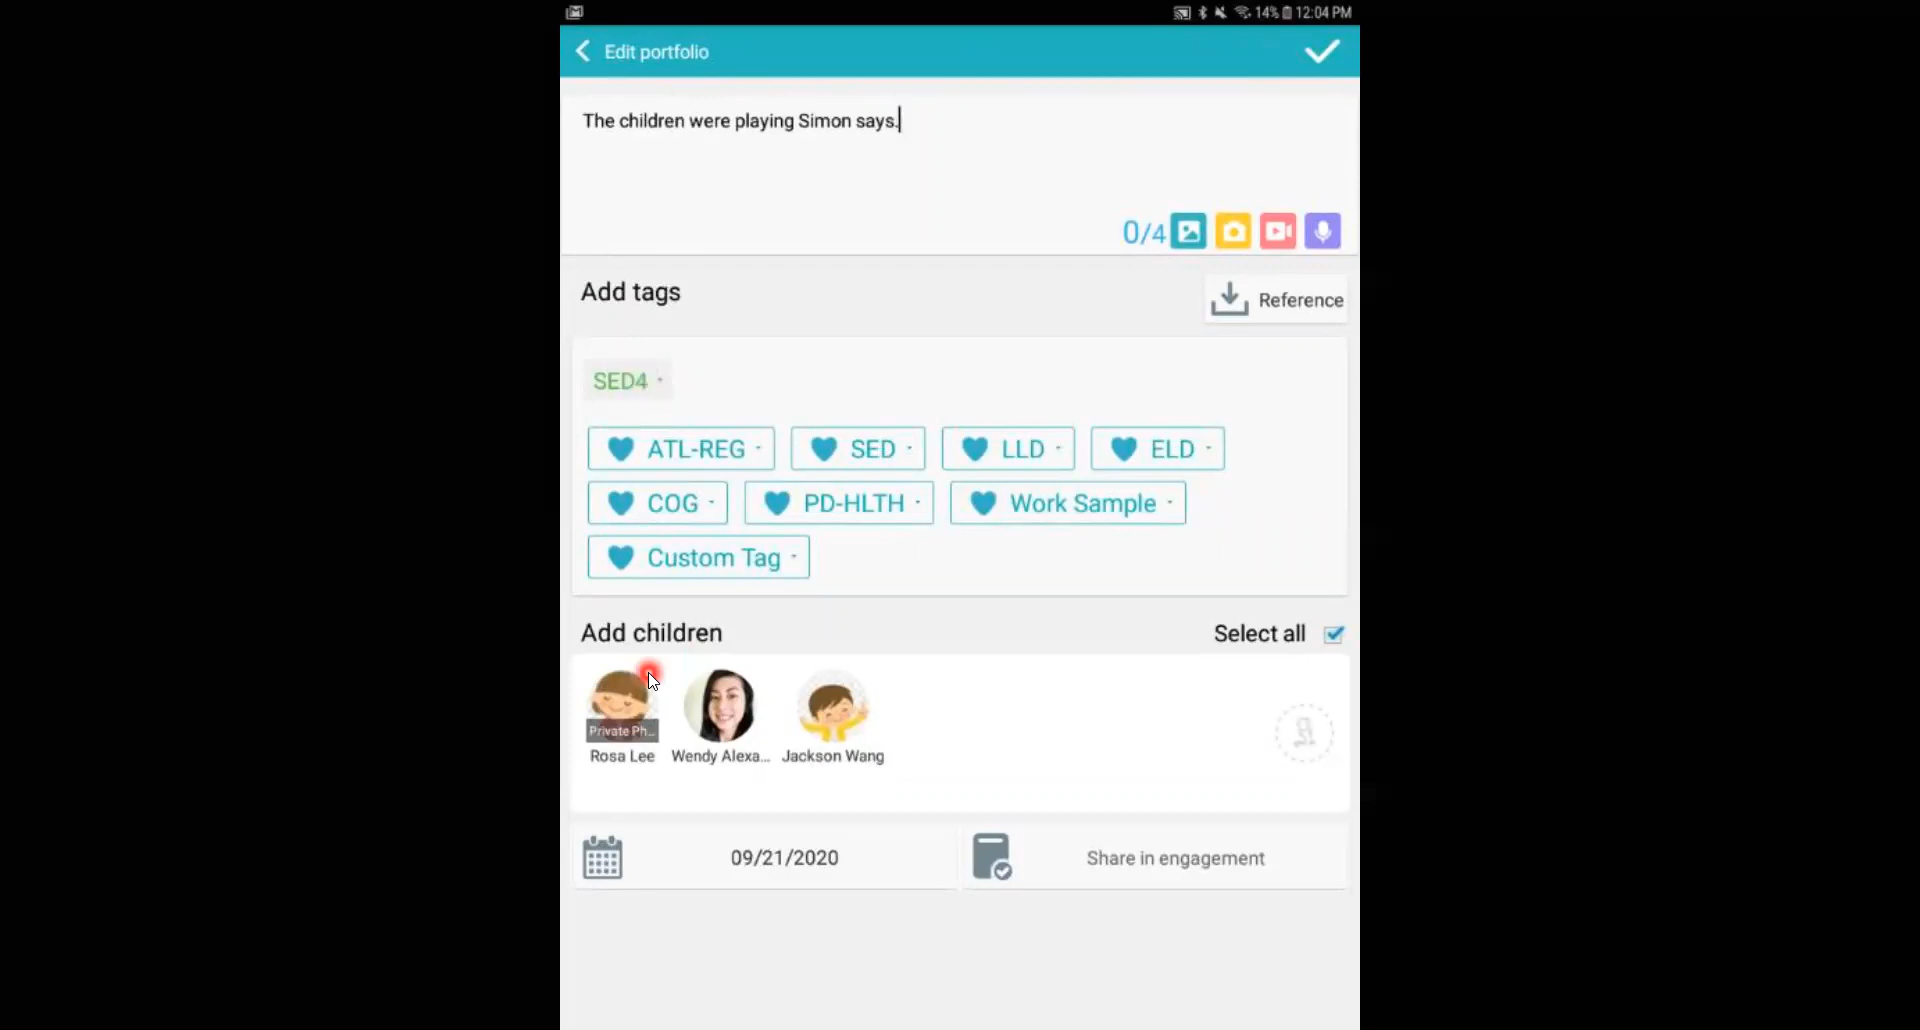 14% 12:04 PM
Edit portfolio
The children were playing Simon says.
0/4
Add tags
Reference
SED4
ATL-REG SED LLD ELD
COG PD-HLTH Work Sample
Custom Tag
Add children
Select all
Private Ph...
Rosa Lee Wendy Alexa... Jackson Wang
09/21/2020
Share in engagement